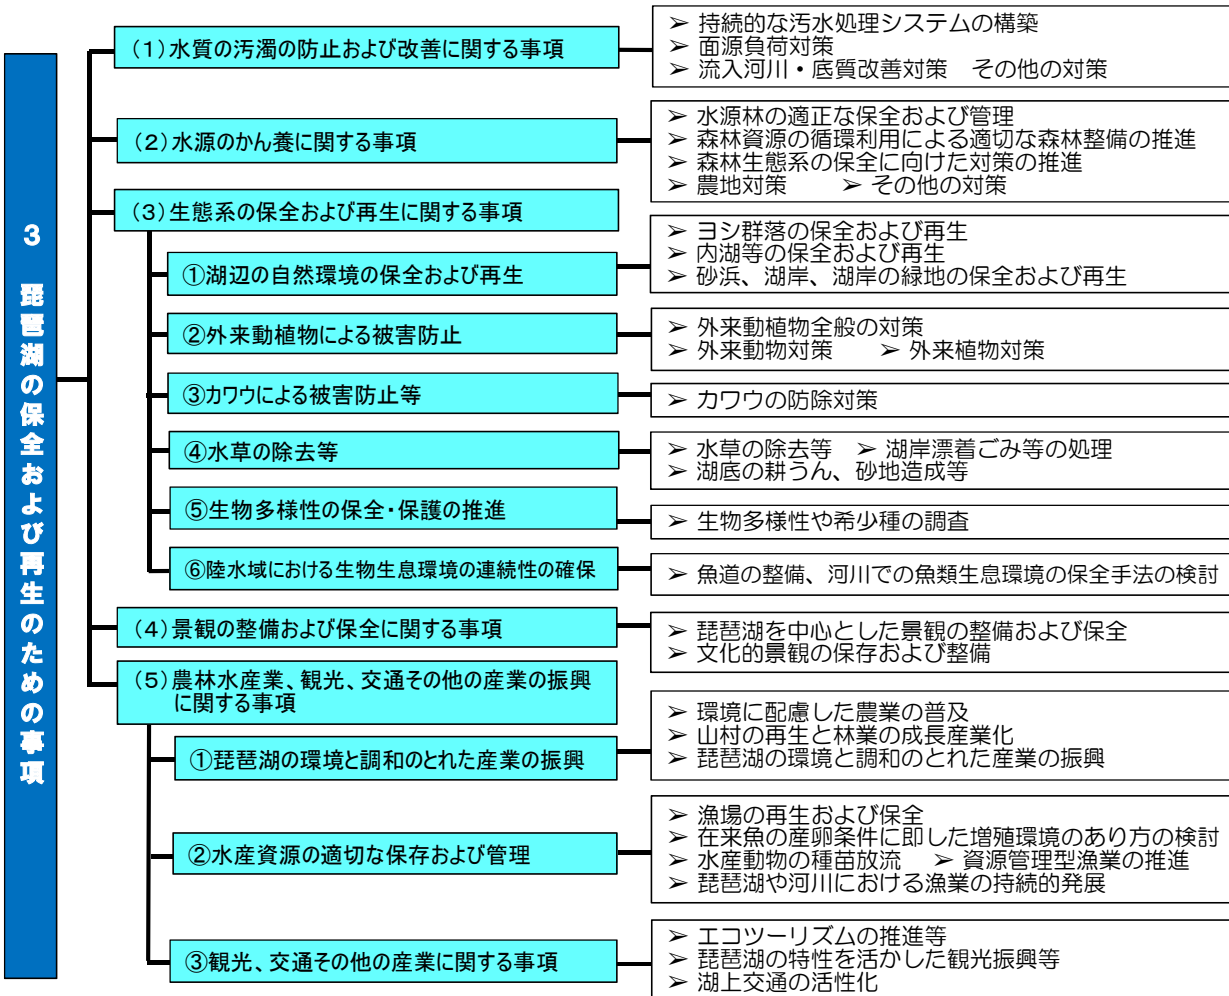 3 琵琶湖の保全および再生のための事項
(1)水質の汚濁の防止および改善に関する事項
➢ 持続的な汚水処理システムの構築
➢ 面源負荷対策
➢ 流入河川・底質改善対策 その他の対策
(2)水源のかん養に関する事項
➢ 水源林の適正な保全および管理
➢ 森林資源の循環利用による適切な森林整備の推進
➢ 森林生態系の保全に向けた対策の推進
➢ 農地対策 ➢ その他の対策
(3)生態系の保全および再生に関する事項
①湖辺の自然環境の保全および再生
➢ ヨシ群落の保全および再生
➢ 内湖等の保全および再生
➢ 砂浜、湖岸、湖岸の緑地の保全および再生
②外来動植物による被害防止
➢ 外来動植物全般の対策
➢ 外来動物対策 ➢ 外来植物対策
③カワウによる被害防止等
➢ カワウの防除対策
④水草の除去等
➢ 水草の除去等 ➢ 湖岸漂着ごみ等の処理
➢ 湖底の耕うん、砂地造成等
⑤生物多様性の保全・保護の推進
➢ 生物多様性や希少種の調査
⑥陸水域における生物生息環境の連続性の確保
➢ 魚道の整備、河川での魚類生息環境の保全手法の検討
(4)景観の整備および保全に関する事項
➢ 琵琶湖を中心とした景観の整備および保全
➢ 文化的景観の保存および整備
(5)農林水産業、観光、交通その他の産業の振興
に関する事項
①琵琶湖の環境と調和のとれた産業の振興
➢ 環境に配慮した農業の普及
➢ 山村の再生と林業の成長産業化
➢ 琵琶湖の環境と調和のとれた産業の振興
②水産資源の適切な保存および管理
➢ 漁場の再生および保全
➢ 在来魚の産卵条件に即した増殖環境のあり方の検討
➢ 水産動物の種苗放流 ➢ 資源管理型漁業の推進
➢ 琵琶湖や河川における漁業の持続的発展
③観光、交通その他の産業に関する事項
➢ エコツーリズムの推進等
➢ 琵琶湖の特性を活かした観光振興等
➢ 湖上交通の活性化